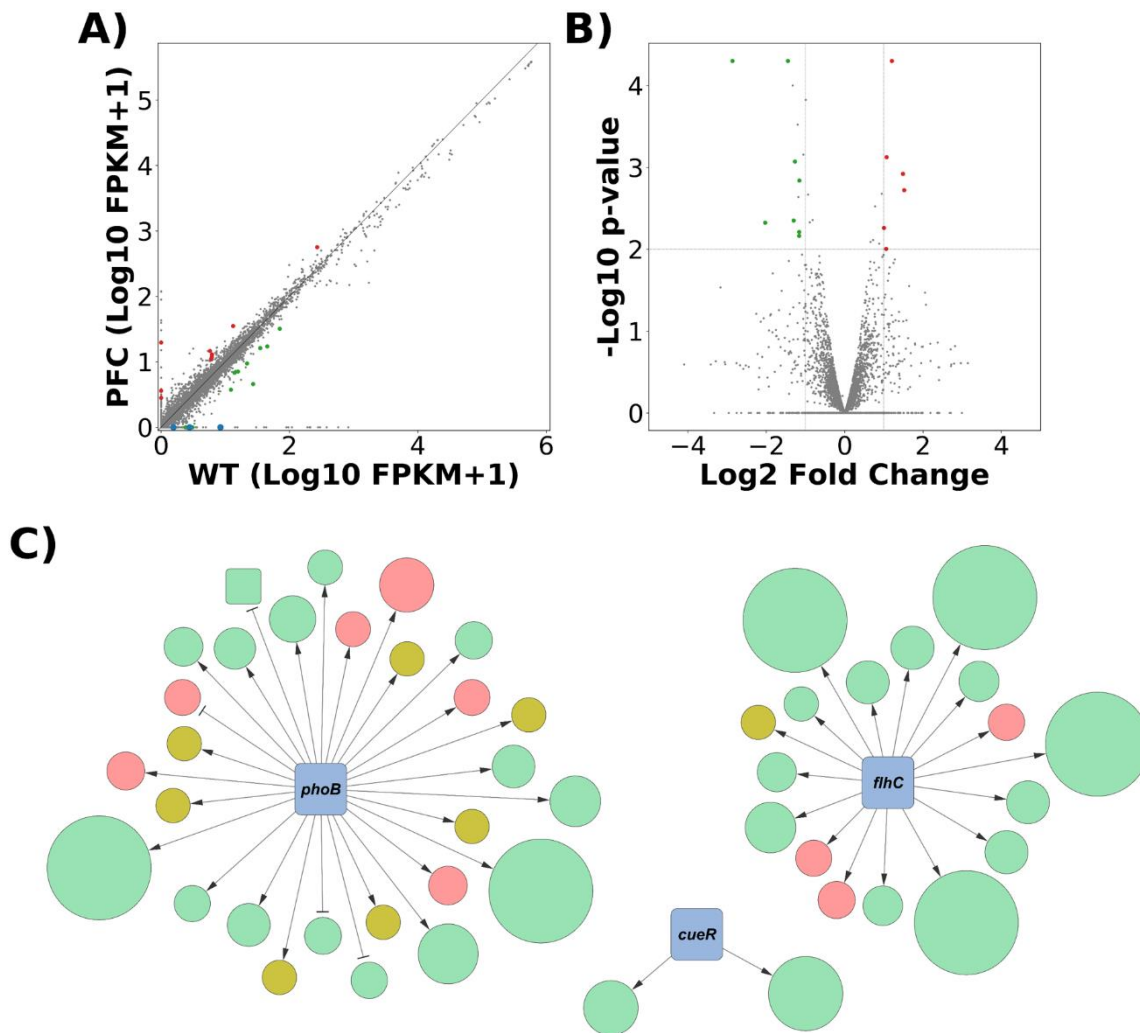 A)
B)
PFC (Log10 FPKM+1)
5
4
3
2
1
0
0
2
4
6
WT (Log10 FPKM+1)
-Log10 p-value
4
3
2
1
0
−4
−2
0
2
4
Log2 Fold Change
C)
phoB
flhC
cueR